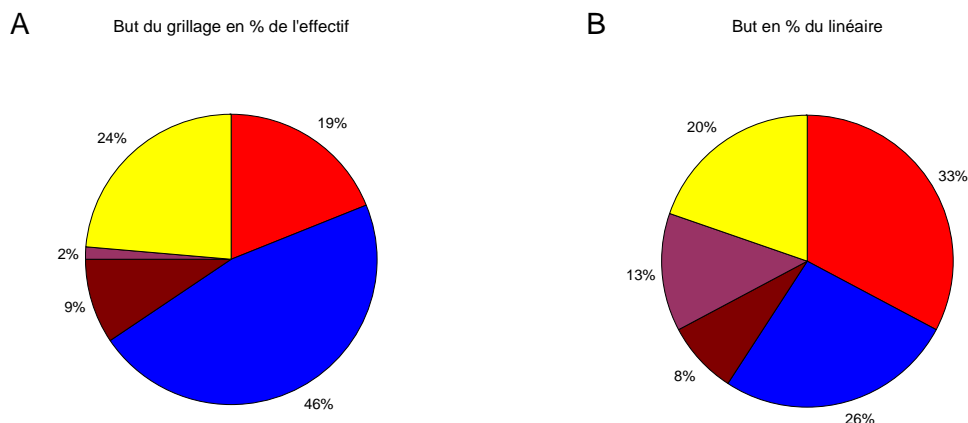 A
But du grillage en % de l'effectif
24%
19%
2%
9%
46%
B
But en % du linéaire
20%
33%
13%
8%
26%